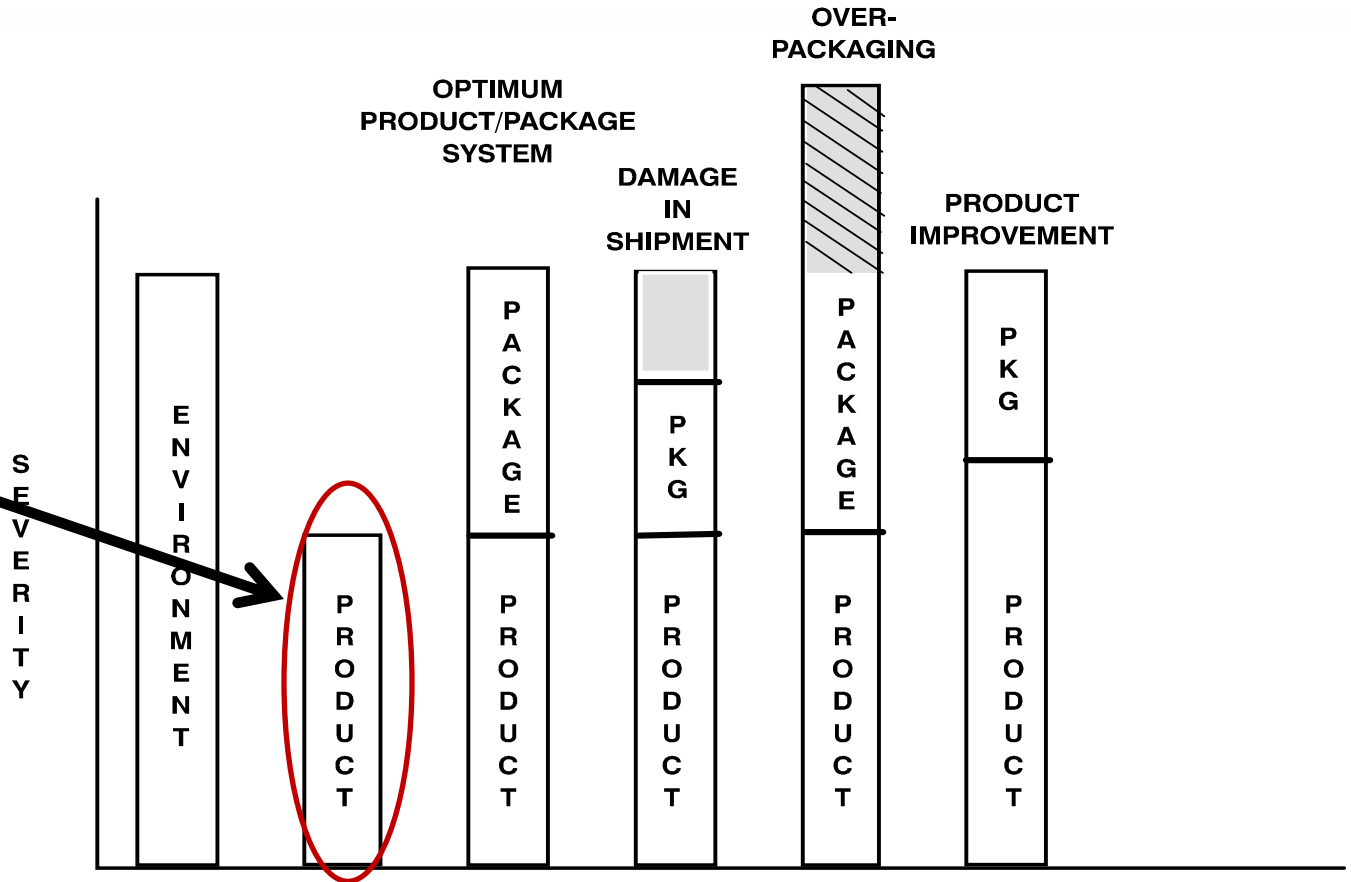 OVER-
PACKAGING
OPTIMUM
PRODUCT/PACKAGE
SYSTEM
DAMAGE
IN
SHIPMENT
PRODUCT
IMPROVEMENT
SEVERITY
ENVIRONMENT
PRODUCT
PACKAGE
PRODUCT
PKG
PRODUCT
PACKAGE
PRODUCT
PKG
PRODUCT